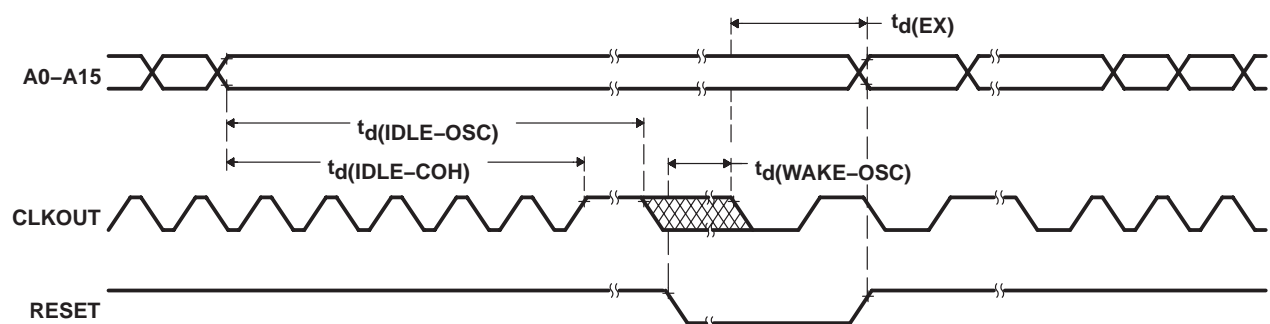 td(EX)
A0–A15
td(IDLE–OSC)
td(IDLE–COH)
td(WAKE–OSC)
CLKOUT
RESET